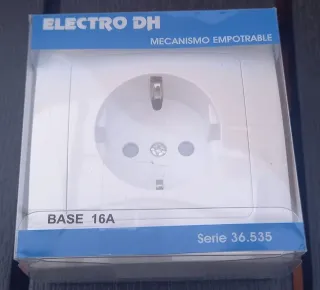 ELECTRO DH
MECANISMO EMPOTRABLE
BASE 16A
Serie 36.535